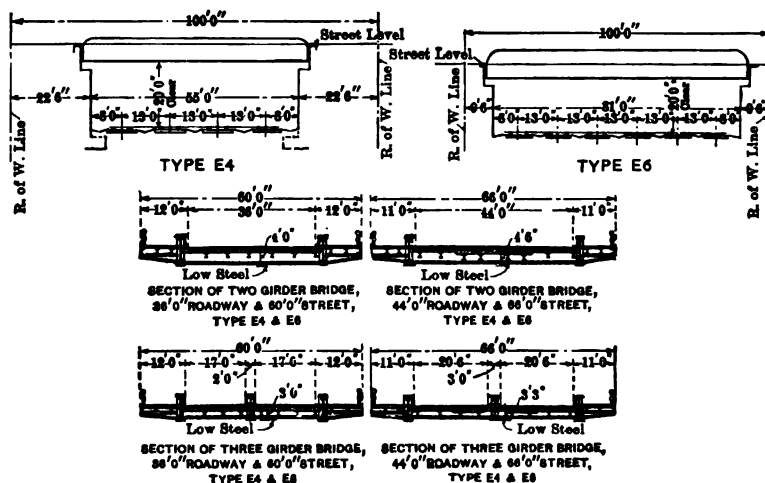 100'0"
Street Level
20'0"
Clear
22'6" 55'0" 22'6"
8'0" 13'0" 13'0" 13'0" 8'0"
R. of W. Line
R. of W. Line
TYPE E4
100'0"
Street Level
R. of W. Line
R. of W. Line
20'0"
Clear
9'6" 81'0" 9'6"
8'0" 13'0" 13'0" 13'0" 13'0" 13'0" 8'0"
TYPE E6
60'0"
12'0" 36'0" 12'0"
4'0"
Low Steel
SECTION OF TWO GIRDER BRIDGE,
36'0" ROADWAY & 60'0" STREET,
TYPE E4 & E6
66'0"
11'0" 44'0" 11'0"
4'6"
Low Steel
SECTION OF TWO GIRDER BRIDGE,
44'0" ROADWAY & 66'0" STREET,
TYPE E4 & E6
60'0"
12'0" 17'0" 17'0" 12'0"
2'0"
3'0"
Low Steel
SECTION OF THREE GIRDER BRIDGE,
36'0" ROADWAY & 60'0" STREET,
TYPE E4 & E6
66'0"
11'0" 20'6" 20'6" 11'0"
3'0"
3'3"
Low Steel
SECTION OF THREE GIRDER BRIDGE,
44'0" ROADWAY & 66'0" STREET,
TYPE E4 & E6